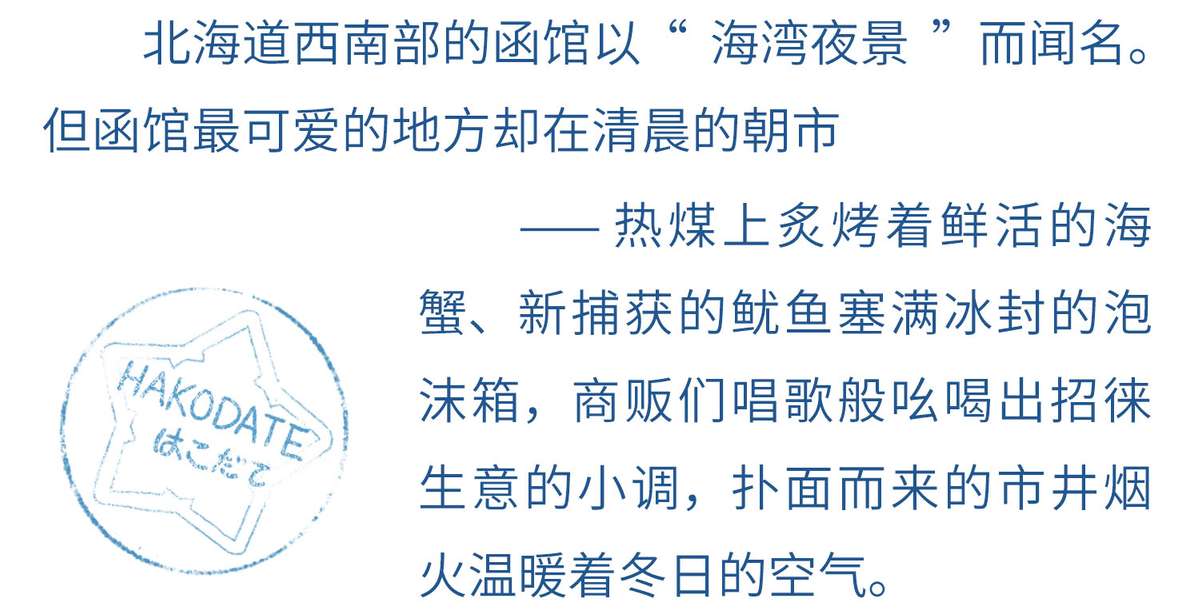 北海道西南部的函馆以“海湾夜景”而闻名。
但函馆最可爱的地方却在清晨的朝市
——热煤上炙烤着鲜活的海
蟹、新捕获的鱿鱼塞满冰封的泡
沫箱，商贩们唱歌般吆喝出招徕
生意的小调，扑面而来的市井烟
火温暖着冬日的空气。
HAKODATE
はこだて